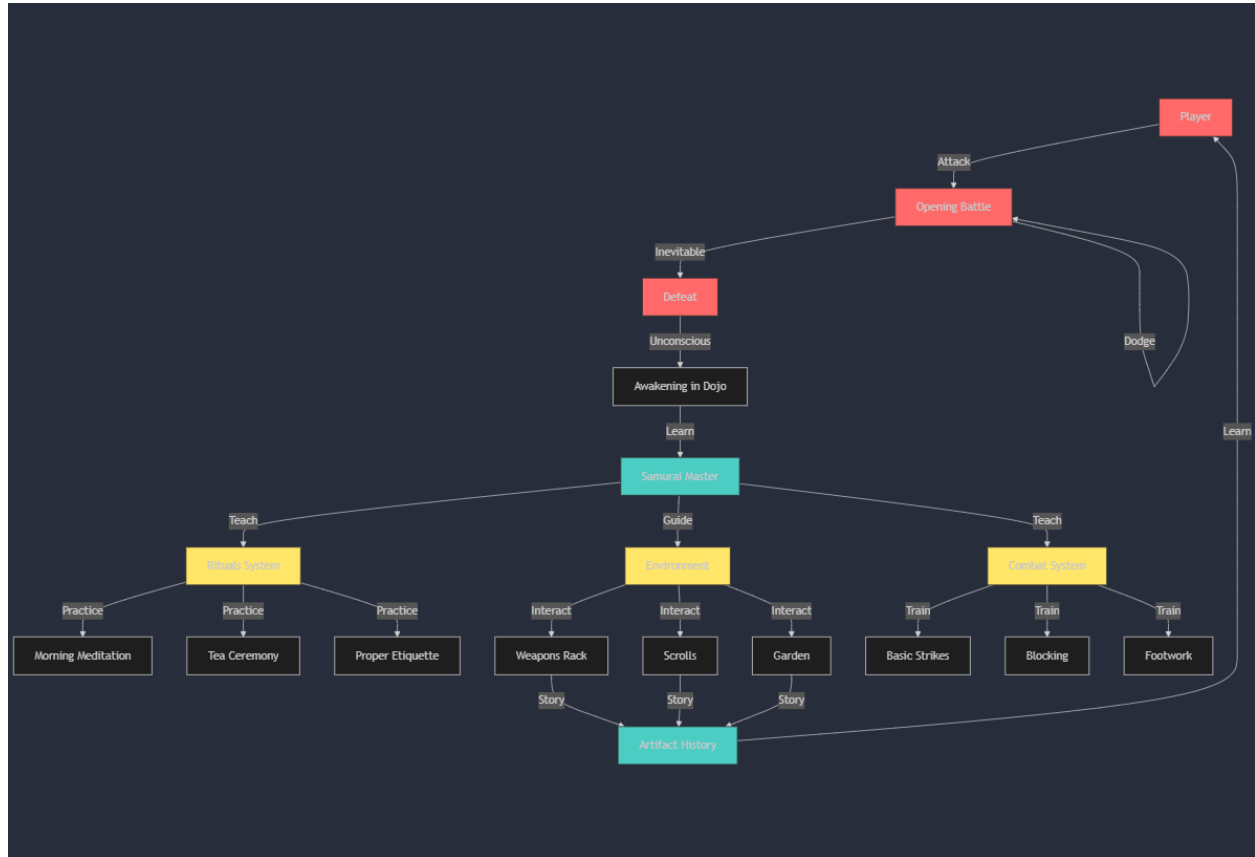 Player
Attack
Opening Battle
Inevitable
Defeat
Unconscious
Dodge
Awakening in Dojo
Learn
Learn
Samurai Master
Teach
Guide
Teach
Rituals System
Environment
Combat System
Practice
Practice
Practice
Interact
Interact
Interact
Train
Train
Train
Morning Meditation
Tea Ceremony
Proper Etiquette
Weapons Rack
Scrolls
Garden
Basic Strikes
Blocking
Footwork
Story
Story
Story
Artifact History